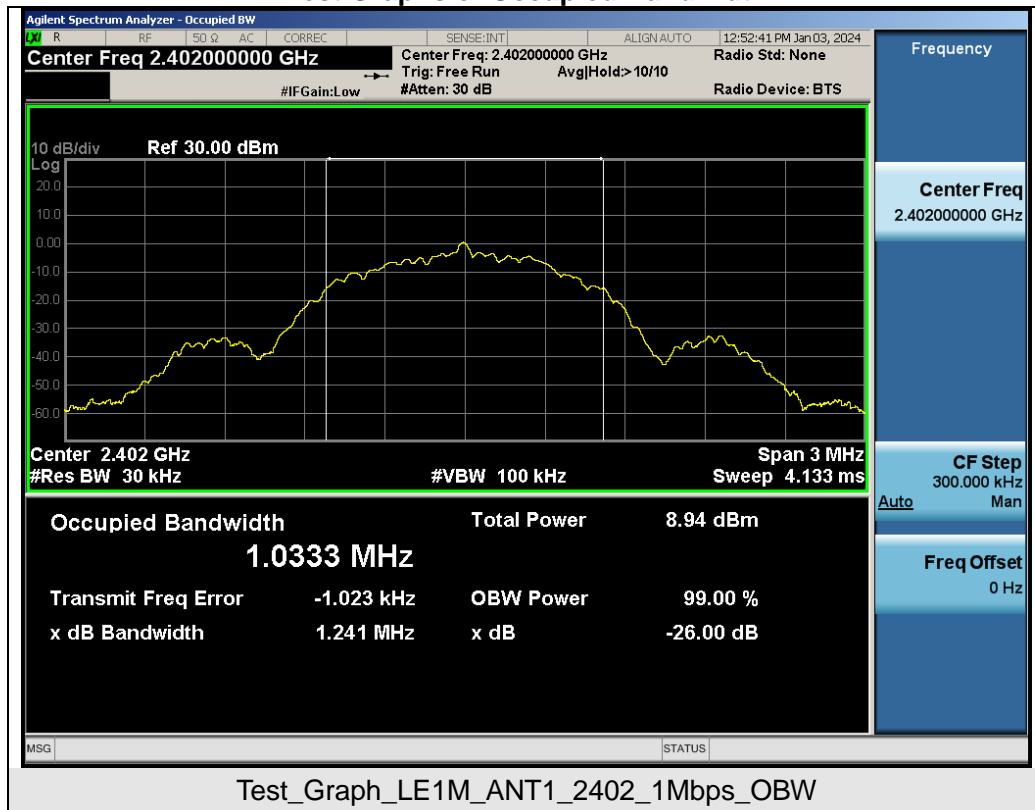 Agilent Spectrum Analyzer - Occupied BW
LXI R RF 50 Ω AC CORREC SENSE:INT ALIGN AUTO 12:52:41 PM Jan 03, 2024
Center Freq 2.402000000 GHz
Center Freq: 2.402000000 GHz
Radio Std: None
Trig: Free Run Avg|Hold:> 10/10
#IFGain:Low
#Atten: 30 dB
Radio Device: BTS
10 dB/div Ref 30.00 dBm
Log
20.0
10.0
0.00
-10.0
-20.0
-30.0
-40.0
-50.0
-60.0
Center 2.402 GHz
Span 3 MHz
#Res BW 30 kHz
#VBW 100 kHz
Sweep 4.133 ms
Occupied Bandwidth
1.0333 MHz
Total Power 8.94 dBm
Transmit Freq Error -1.023 kHz
OBW Power 99.00 %
x dB Bandwidth 1.241 MHz
x dB -26.00 dB
Frequency
Center Freq
2.402000000 GHz
CF Step
300.000 kHz
Auto Man
Freq Offset
0 Hz
MSG
STATUS
Test_Graph_LE1M_ANT1_2402_1Mbps_OBW